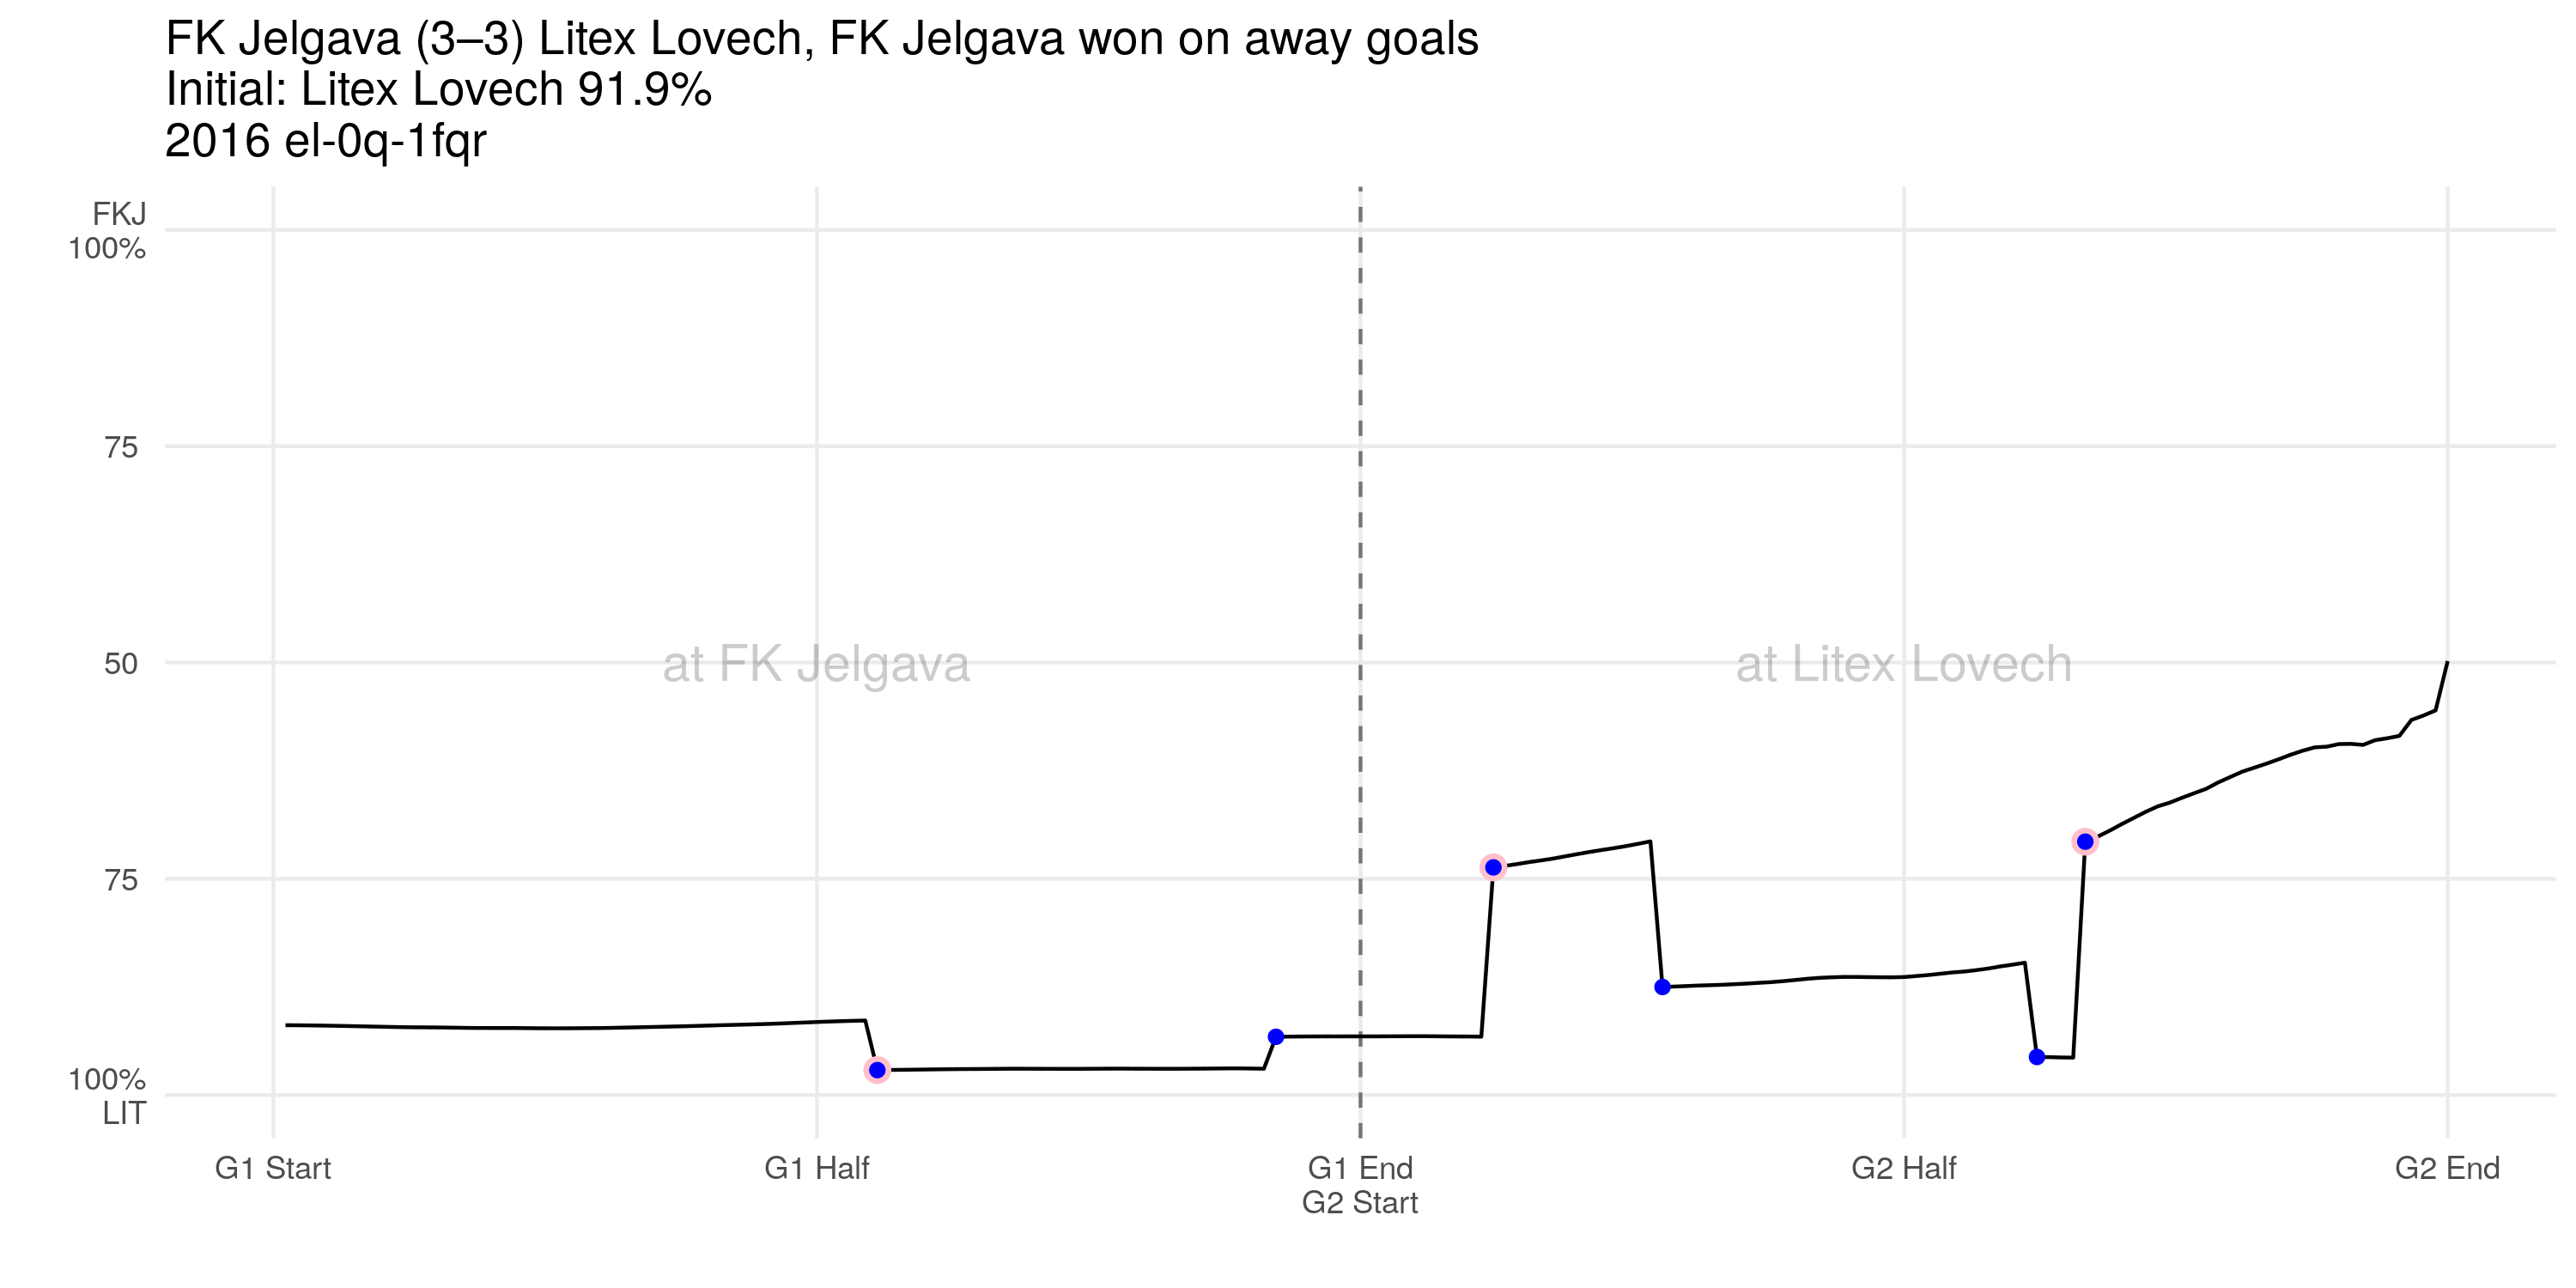 FK Jelgava (3–3) Litex Lovech, FK Jelgava won on away goals
Initial: Litex Lovech 91.9%
2016 el-0q-1fqr
FKJ
100%
75
50
75
100%
LIT
at FK Jelgava
at Litex Lovech
G1 Start
G1 Half
G1 End
G2 Start
G2 Half
G2 End